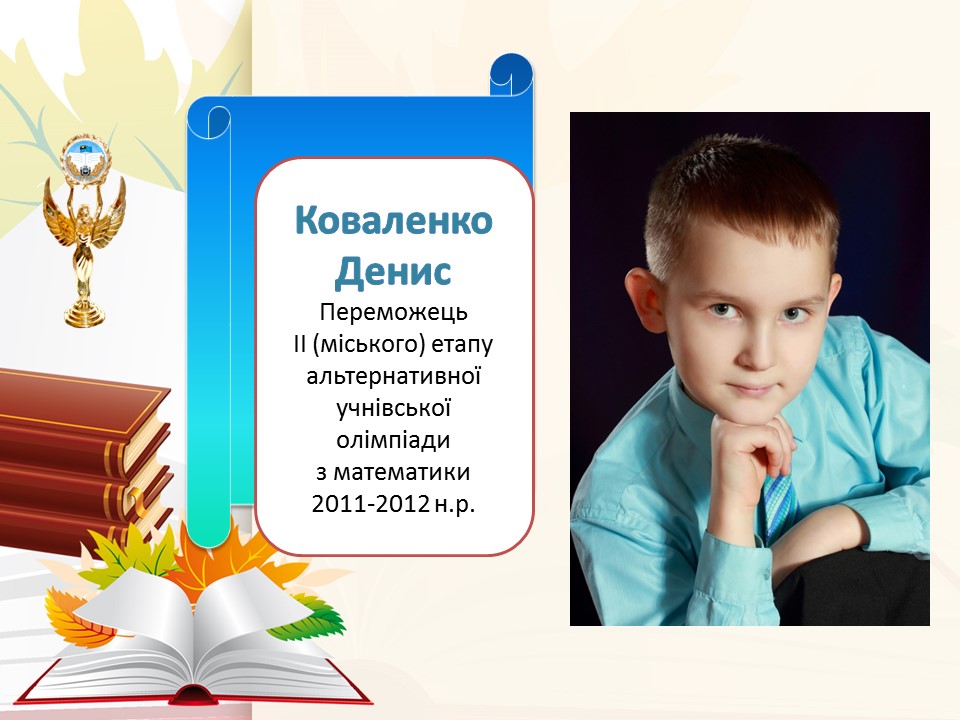 Коваленко
Денис
Переможець
ІІ (міського) етапу
альтернативної
учнівської
олімпіади
з математики
2011-2012 н.р.